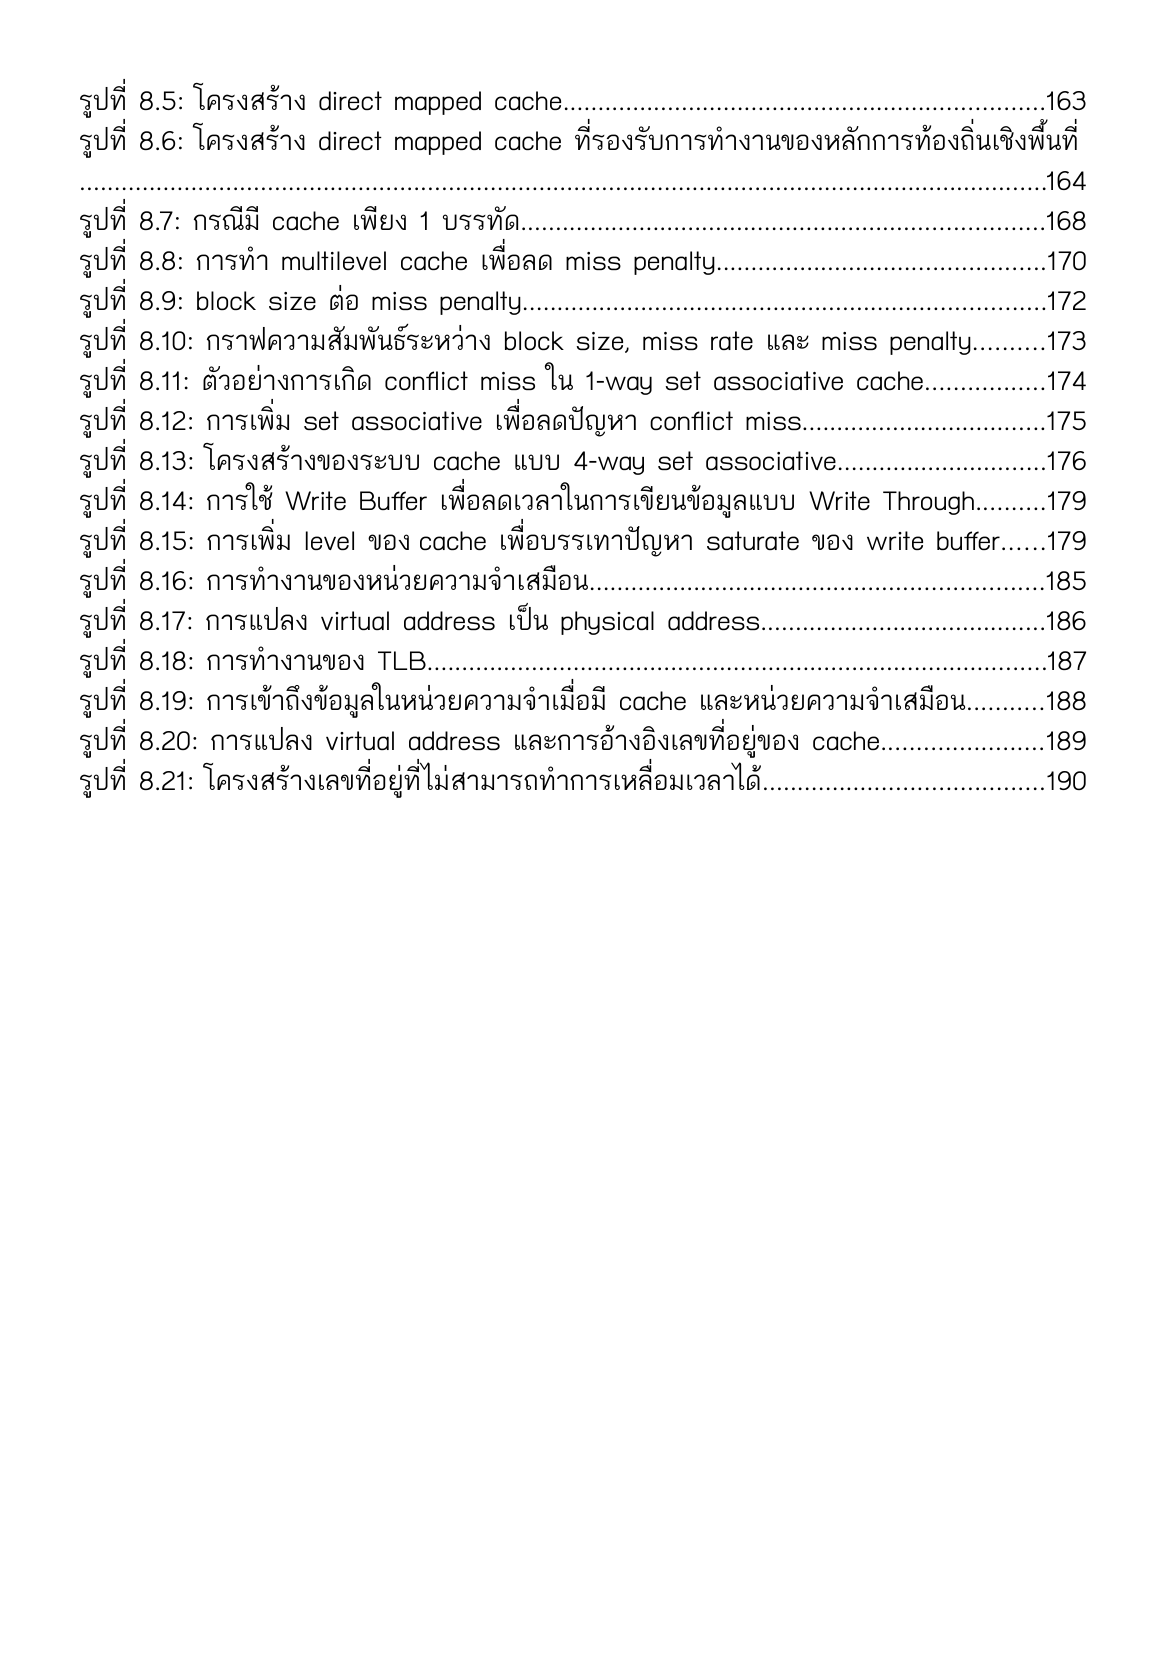 รูปที่ 8.5: โครงสร้าง direct mapped cache.............................................................................163
รูปที่ 8.6: โครงสร้าง direct mapped cache ที่รองรับการทำงานของหลักการท้องถิ่นเชิงพื้นที่
.............................................................................................................................................164
รูปที่ 8.7: กรณีมี cache เพียง 1 บรรทัด............................................................................168
รูปที่ 8.8: การทำ multilevel cache เพื่อลด miss penalty................................................170
รูปที่ 8.9: block size ต่อ miss penalty............................................................................172
รูปที่ 8.10: กราฟความสัมพันธ์ระหว่าง block size, miss rate และ miss penalty..........173
รูปที่ 8.11: ตัวอย่างการเกิด conflict miss ใน 1-way set associative cache.................174
รูปที่ 8.12: การเพิ่ม set associative เพื่อลดปัญหา conflict miss...................................175
รูปที่ 8.13: โครงสร้างของระบบ cache แบบ 4-way set associative..............................176
รูปที่ 8.14: การใช้ Write Buffer เพื่อลดเวลาในการเขียนข้อมูลแบบ Write Through..........179
รูปที่ 8.15: การเพิ่ม level ของ cache เพื่อบรรเทาปัญหา saturate ของ write buffer......179
รูปที่ 8.16: การทำงานของหน่วยความจำเสมือน..................................................................185
รูปที่ 8.17: การแปลง virtual address เป็น physical address.........................................186
รูปที่ 8.18: การทำงานของ TLB.........................................................................................187
รูปที่ 8.19: การเข้าถึงข้อมูลในหน่วยความจำเมื่อมี cache และหน่วยความจำเสมือน...........188
รูปที่ 8.20: การแปลง virtual address และการอ้างอิงเลขที่อยู่ของ cache........................189
รูปที่ 8.21: โครงสร้างเลขที่อยู่ที่ไม่สามารถทำการเหลื่อมเวลาได้........................................190